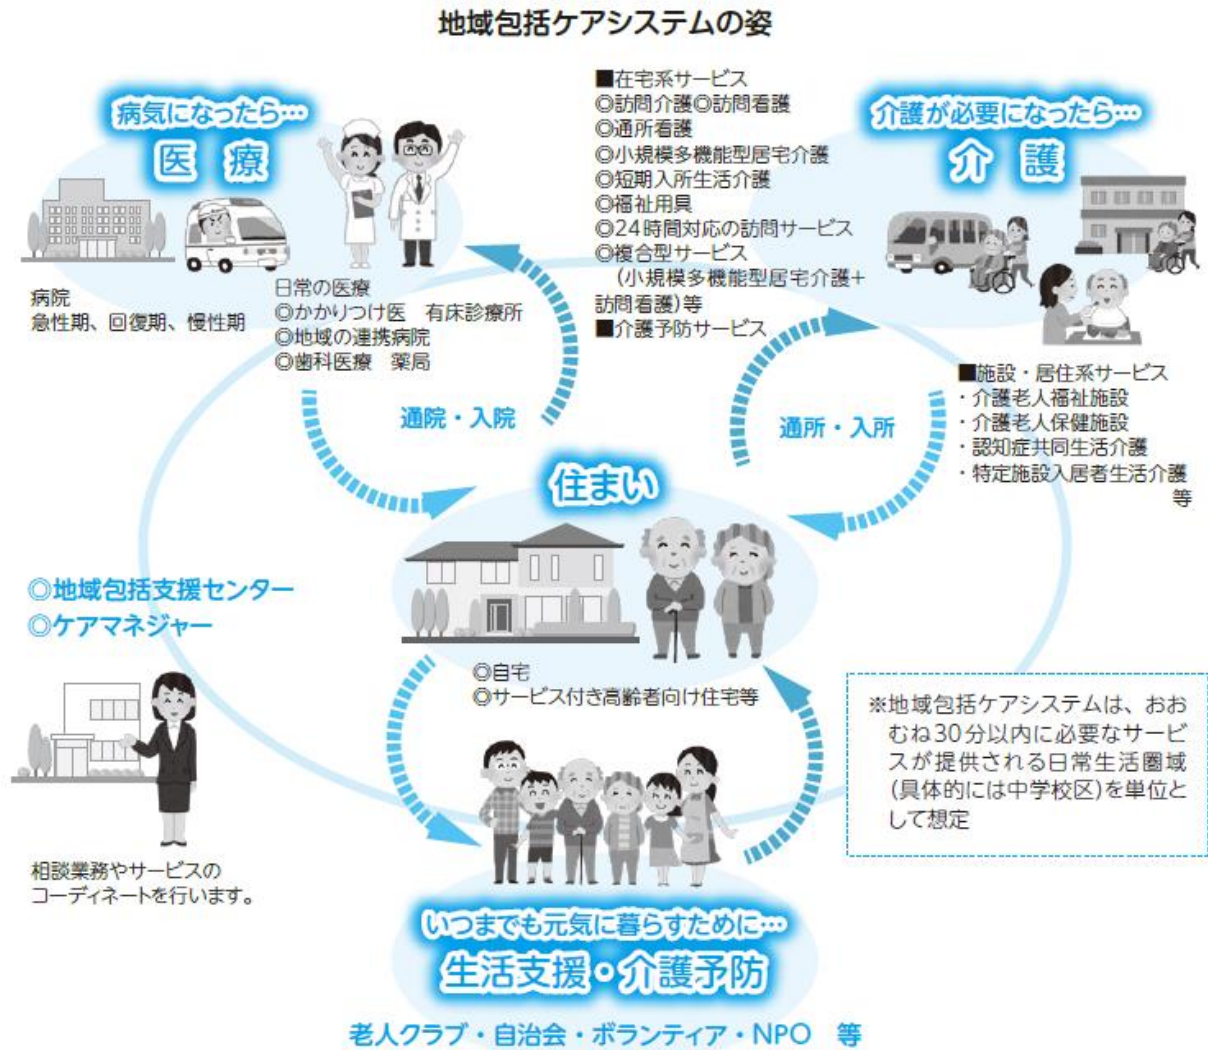 地域包括ケアシステムの姿
病気になったら…
医療
病院
急性期、回復期、慢性期
日常の医療
◎かかりつけ医　有床診療所
◎地域の連携病院
◎歯科医療　薬局
■在宅系サービス
◎訪問介護◎訪問看護
◎通所看護
◎小規模多機能型居宅介護
◎短期入所生活介護
◎福祉用具
◎24時間対応の訪問サービス
◎複合型サービス
（小規模多機能型居宅介護＋
訪問看護）等
■介護予防サービス
介護が必要になったら…
介護
■施設・居住系サービス
・介護老人福祉施設
・介護老人保健施設
・認知症共同生活介護
・特定施設入居者生活介護
等
通院・入院
通所・入所
住まい
◎自宅
◎サービス付き高齢者向け住宅等
◎地域包括支援センター
◎ケアマネジャー
相談業務やサービスの
コーディネートを行います。
※地域包括ケアシステムは、おお
むね30分以内に必要なサービ
スが提供される日常生活圏域
（具体的には中学校区）を単位と
して想定
いつまでも元気に暮らすために…
生活支援・介護予防
老人クラブ・自治会・ボランティア・NPO　等